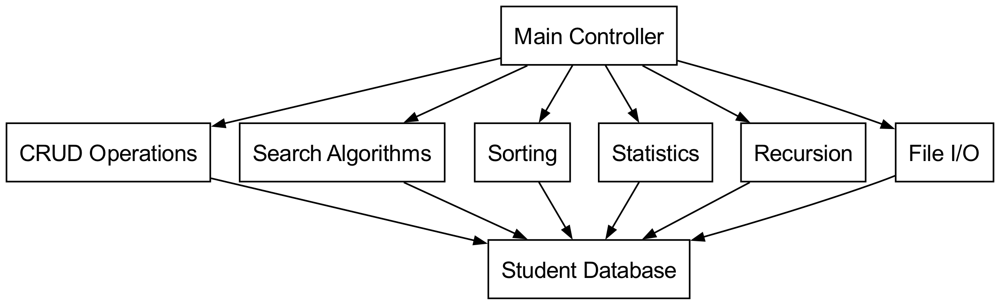 Main Controller
CRUD Operations
Search Algorithms
Sorting
Statistics
Recursion
File I/O
Student Database